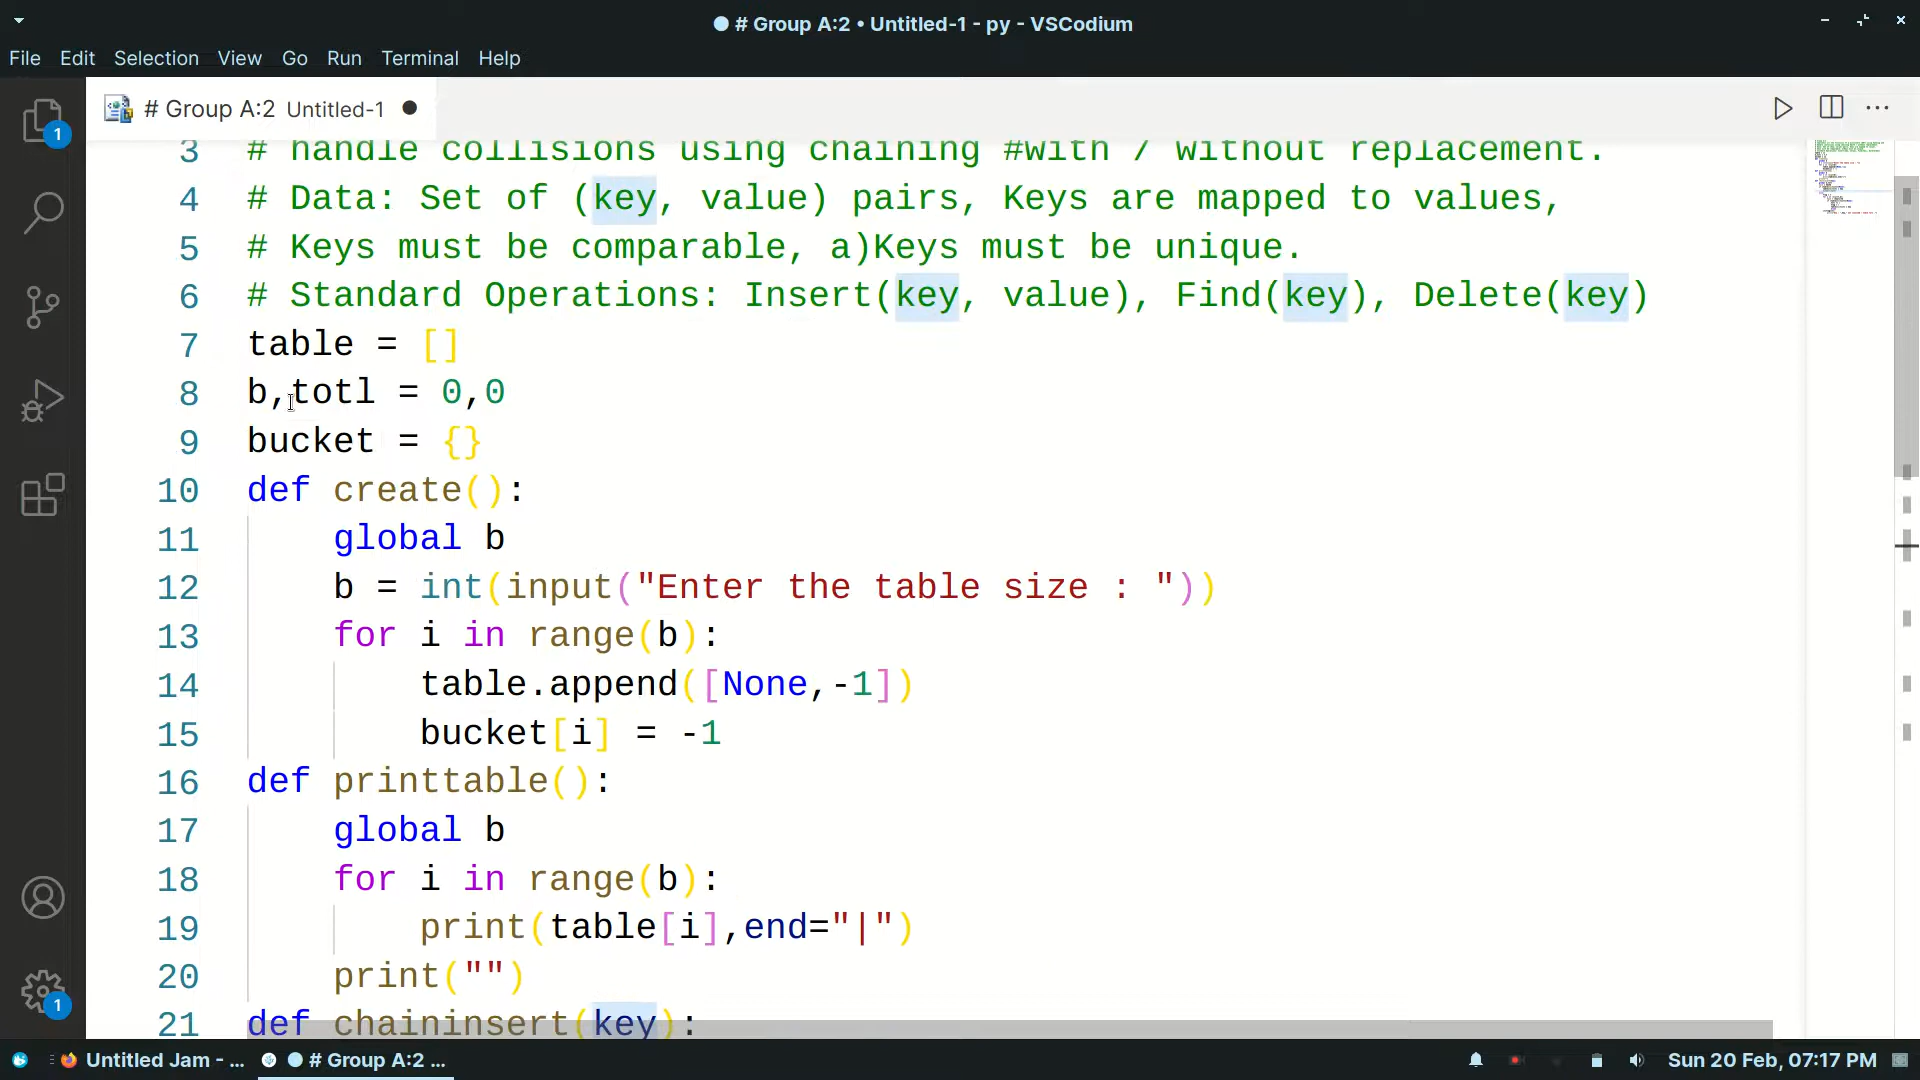 # Group A:2 • Untitled-1 - py - VSCodium
File Edit Selection View Go Run Terminal Help
# Group A:2 Untitled-1
3 # handle collisions using chaining #with / without replacement.
4 # Data: Set of (key, value) pairs, Keys are mapped to values,
5 # Keys must be comparable, a)Keys must be unique.
6 # Standard Operations: Insert(key, value), Find(key), Delete(key)
7 table = []
8 b,totl = 0,0
9 bucket = {}
10 def create():
11 global b
12 b = int(input("Enter the table size : "))
13 for i in range(b):
14 table.append([None,-1])
15 bucket[i] = -1
16 def printtable():
17 global b
18 for i in range(b):
19 print(table[i],end="|")
20 print("")
21 def chaininsert(key):
1
1
Untitled Jam - ... # Group A:2 ... Sun 20 Feb, 07:17 PM